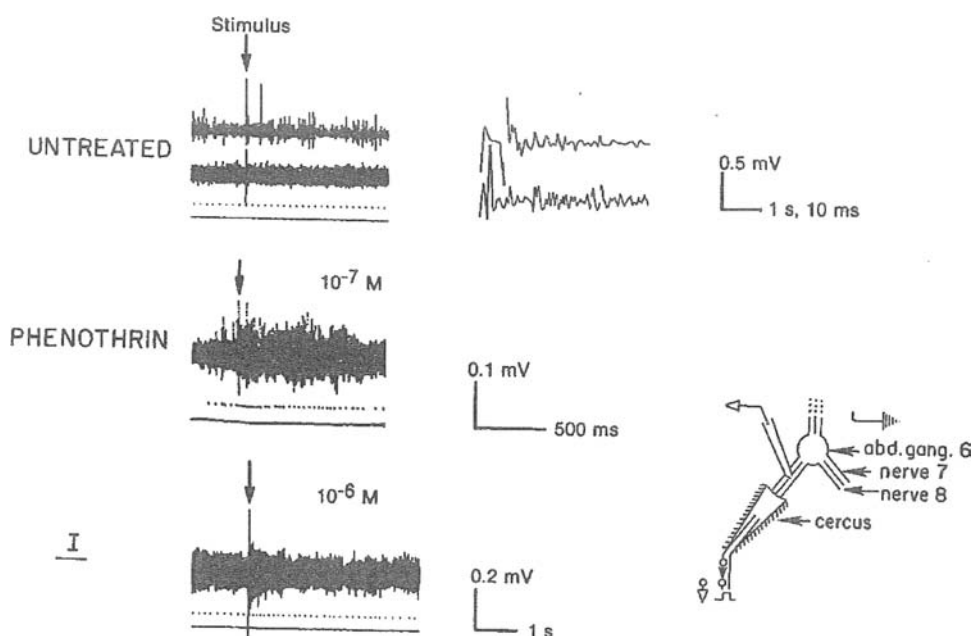 Stimulus
UNTREATED
0.5 mV
1 s, 10 ms
10⁻⁷ M
PHENOTHRIN
0.1 mV
500 ms
abd.gang. 6
nerve 7
nerve 8
cercus
10⁻⁶ M
I
0.2 mV
1 s